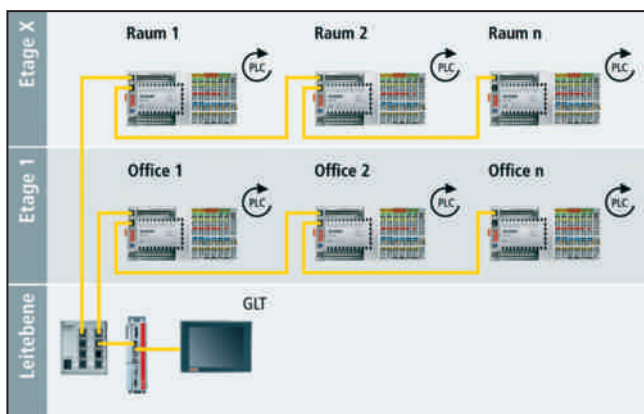 Etage X
Raum 1
Raum 2
Raum n
PLC
PLC
PLC
Etage 1
Office 1
Office 2
Office n
PLC
PLC
PLC
Leitebene
GLT